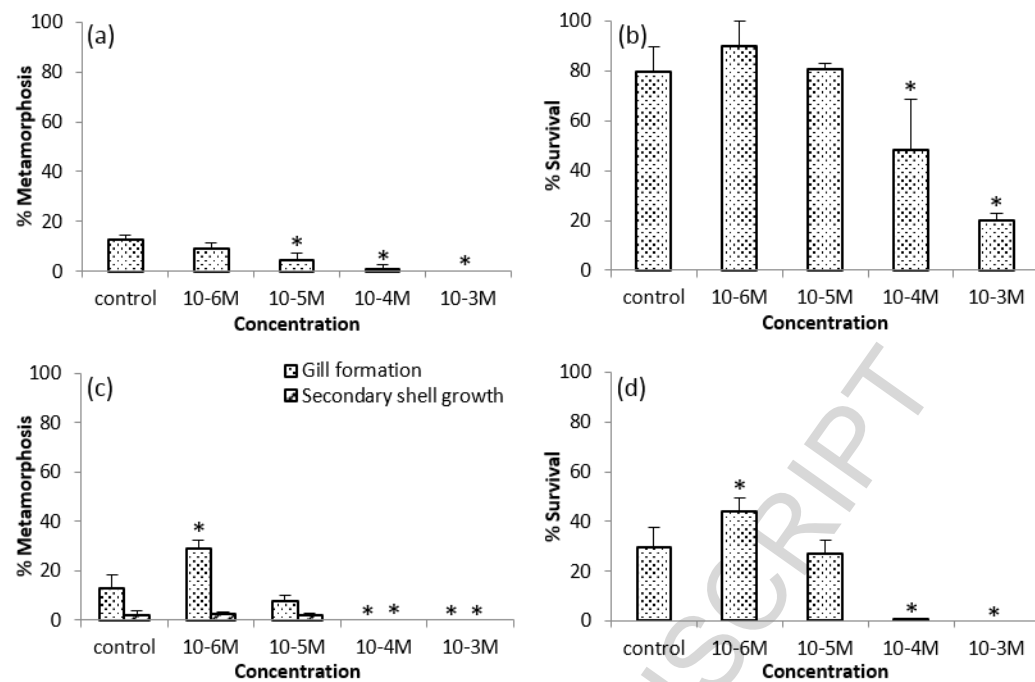 (a)
% Metamorphosis
100
80
60
40
20
0
*
*
*
control 10-6M 10-5M 10-4M 10-3M
Concentration
(b)
% Survival
100
80
60
40
20
0
*
*
control 10-6M 10-5M 10-4M 10-3M
Concentration
(c)
% Metamorphosis
100
80
60
40
20
0
Gill formation
Secondary shell growth
*
* * * *
control 10-6M 10-5M 10-4M 10-3M
Concentration
(d)
% Survival
100
80
60
40
20
0
*
*
*
control 10-6M 10-5M 10-4M 10-3M
Concentration
NUSCRIPT